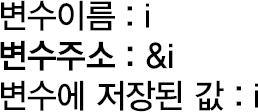 변수이름 : i
변수주소 : &i
변수에 저장된 값 : i